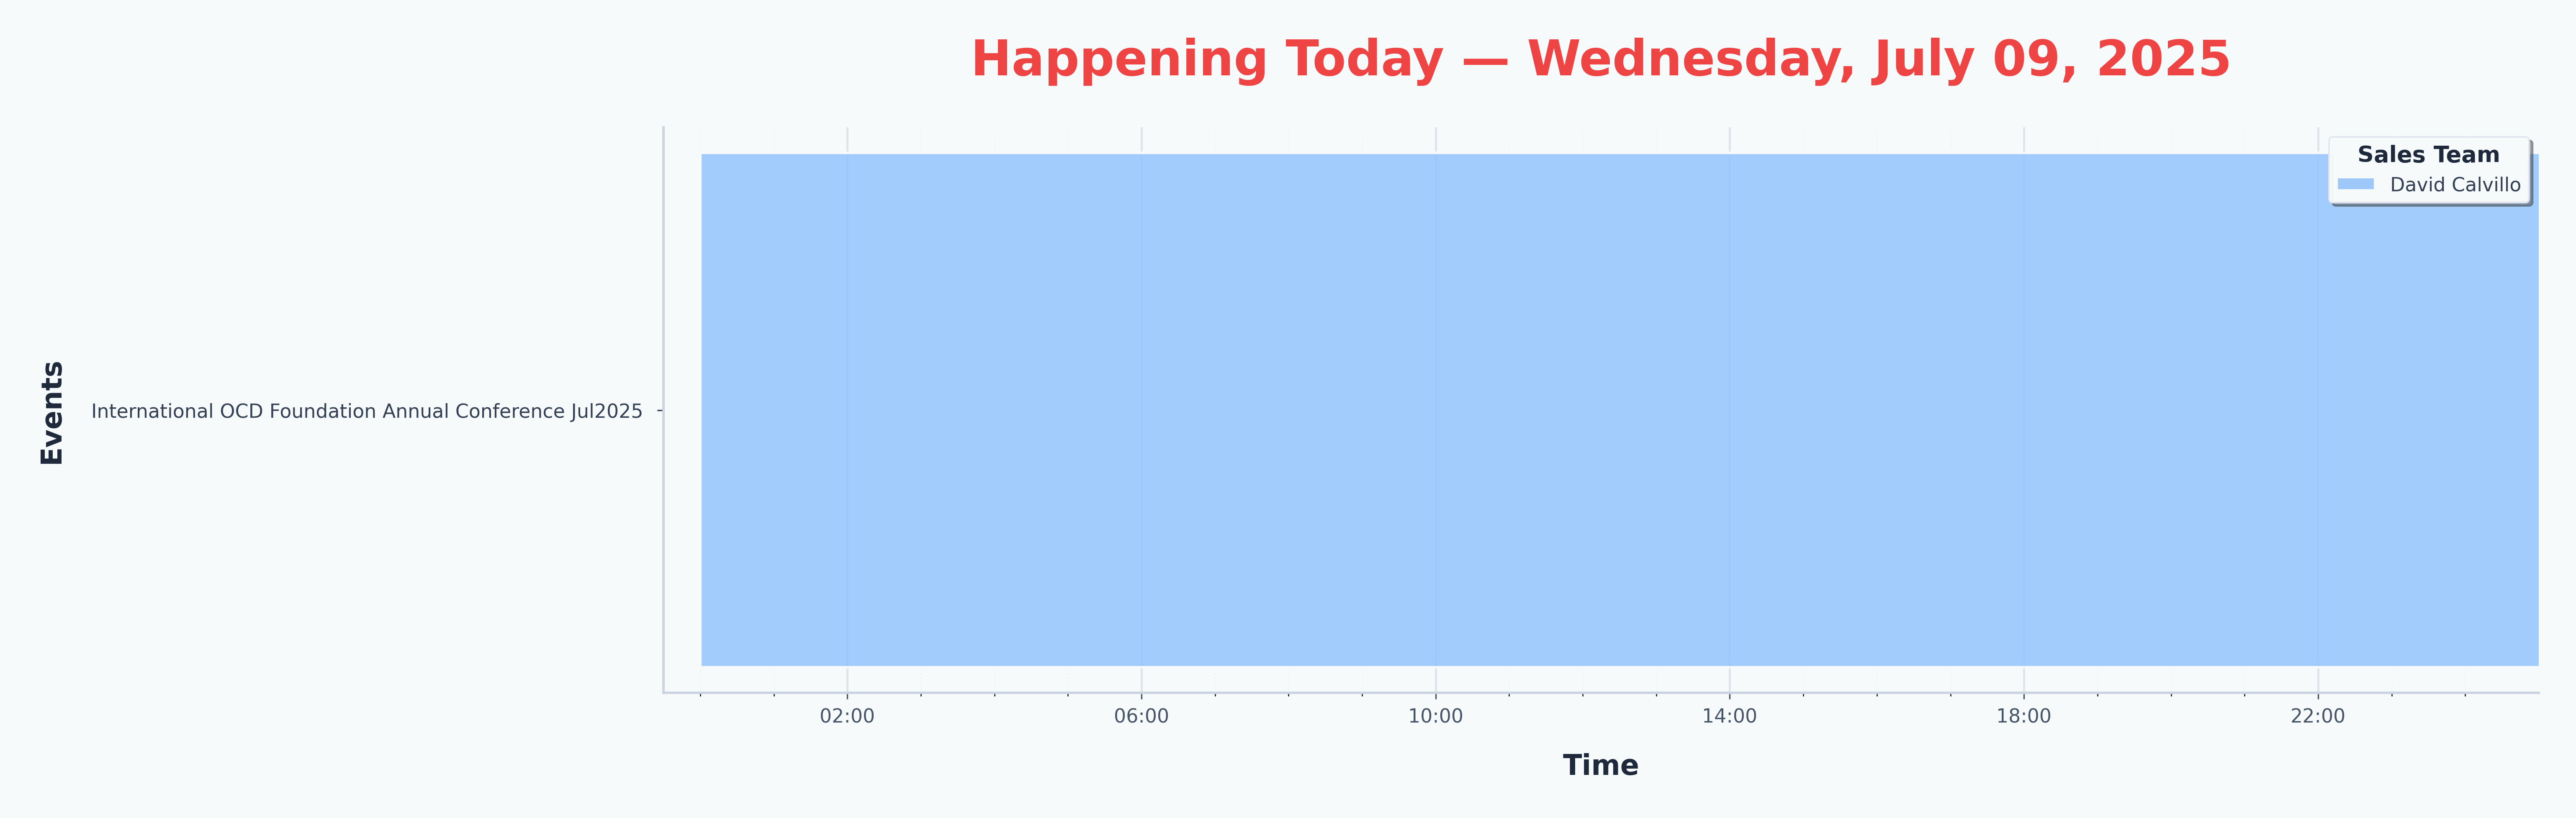 Happening Today — Wednesday, July 09, 2025
Sales Team
David Calvillo
Events
International OCD Foundation Annual Conference Jul2025
02:00 06:00 10:00 14:00 18:00 22:00
Time